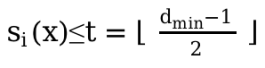 sᵢ(x)≤t = ⌊ (d_min−1)/2 ⌋